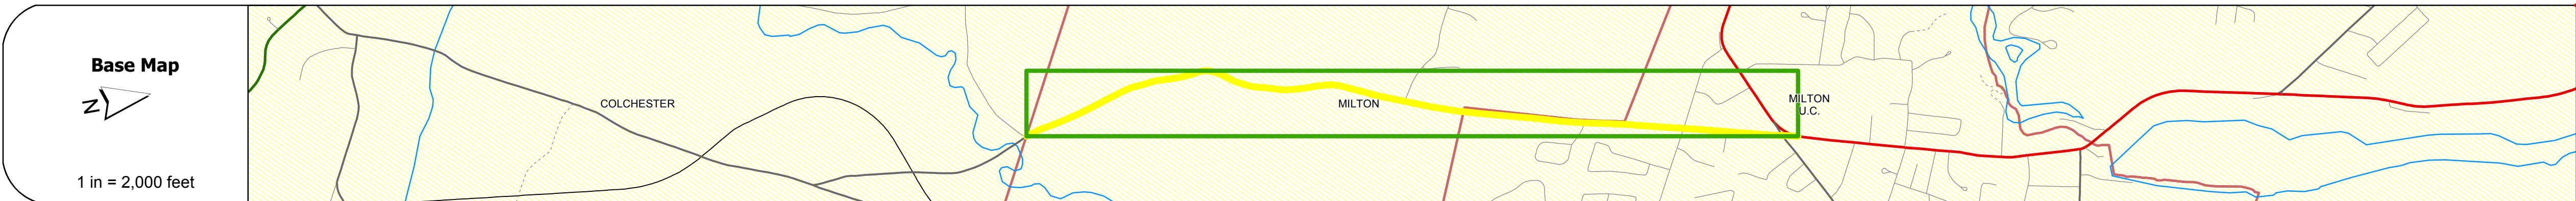 Base Map
N
1 in = 2,000 feet
COLCHESTER
MILTON
MILTON
U.C.